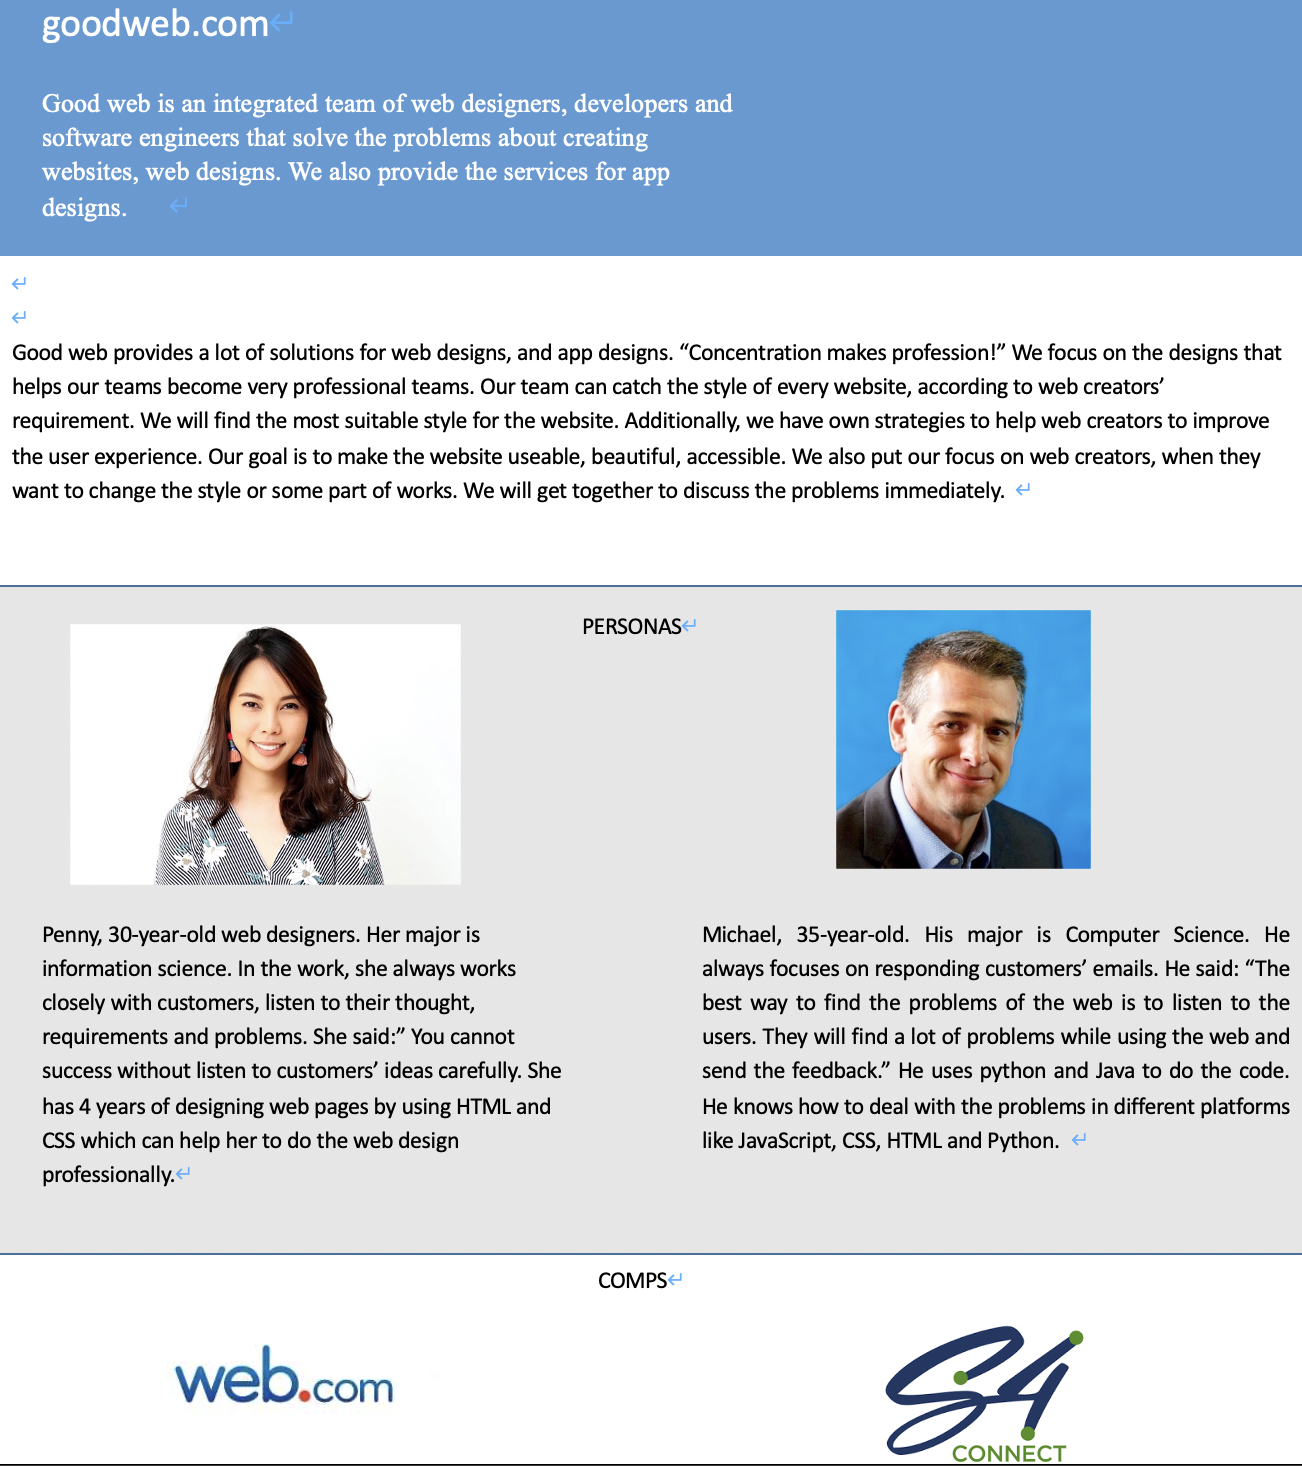 goodweb.com
Good web is an integrated team of web designers, developers and
software engineers that solve the problems about creating
websites, web designs. We also provide the services for app
designs.
Good web provides a lot of solutions for web designs, and app designs. “Concentration makes profession!” We focus on the designs that
helps our teams become very professional teams. Our team can catch the style of every website, according to web creators’
requirement. We will find the most suitable style for the website. Additionally, we have own strategies to help web creators to improve
the user experience. Our goal is to make the website useable, beautiful, accessible. We also put our focus on web creators, when they
want to change the style or some part of works. We will get together to discuss the problems immediately.
PERSONAS
Penny, 30-year-old web designers. Her major is
information science. In the work, she always works
closely with customers, listen to their thought,
requirements and problems. She said:” You cannot
success without listen to customers’ ideas carefully. She
has 4 years of designing web pages by using HTML and
CSS which can help her to do the web design
professionally.
Michael, 35-year-old. His major is Computer Science. He
always focuses on responding customers’ emails. He said: “The
best way to find the problems of the web is to listen to the
users. They will find a lot of problems while using the web and
send the feedback.” He uses python and Java to do the code.
He knows how to deal with the problems in different platforms
like JavaScript, CSS, HTML and Python.
COMPS
web.com
S4
CONNECT